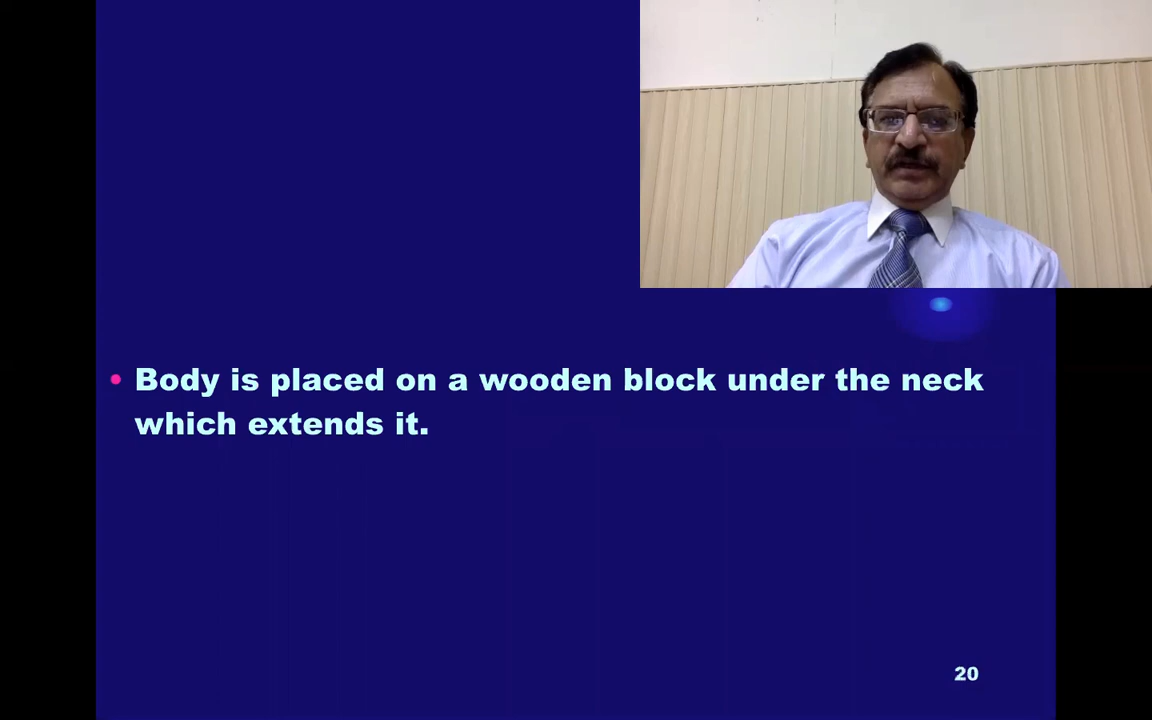 • Body is placed on a wooden block under the neck
which extends it.
20